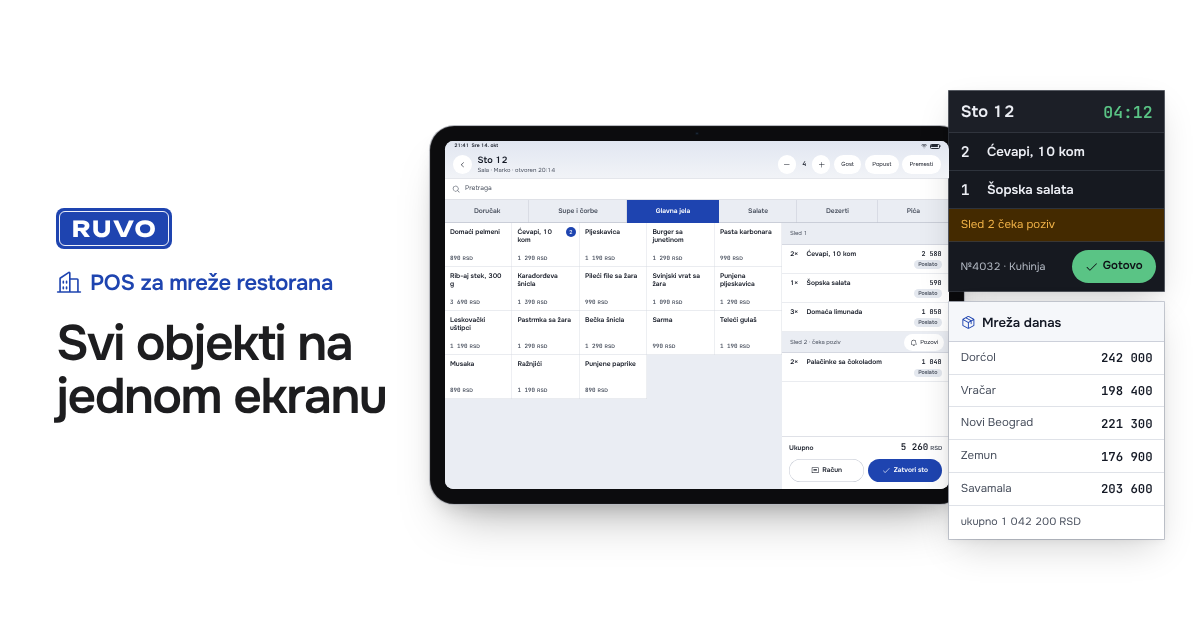 RUVO
POS za mreže restorana
Svi objekti na
jednom ekranu
21:41 Sre 14. okt
Sto 12
Sala · Marko · otvoren 20:14
4
Gost
Popust
Premesti
Pretraga
Doručak
Supe i čorbe
Glavna jela
Salate
Dezerti
Pića
Domaći pelmeni
890 RSD
Ćevapi, 10
kom
2
1 290 RSD
Pljeskavica
1 190 RSD
Burger sa
junetinom
1 290 RSD
Pasta karbonara
990 RSD
Rib-aj stek, 300
g
3 690 RSD
Karađorđeva
šnicla
1 390 RSD
Pileći file sa žara
990 RSD
Svinjski vrat sa
žara
1 090 RSD
Punjena
pljeskavica
1 290 RSD
Leskovački
uštipci
1 190 RSD
Pastrmka sa žara
1 290 RSD
Bečka šnicla
1 290 RSD
Sarma
990 RSD
Teleći gulaš
1 190 RSD
Musaka
890 RSD
Ražnjići
1 190 RSD
Punjene paprike
890 RSD
Sled 1
2× Ćevapi, 10 kom 2 580
Poslato
1× Šopska salata 590
Poslato
3× Domaća limunada 1 050
Poslato
Sled 2 · čeka poziv
Pozovi
2× Palačinke sa čokoladom 1 040
Poslato
Ukupno 5 260 RSD
Račun
Zatvori sto
Sto 12 04:12
2 Ćevapi, 10 kom
1 Šopska salata
Sled 2 čeka poziv
№4032 · Kuhinja
Gotovo
Mreža danas
Dorćol 242 000
Vračar 198 400
Novi Beograd 221 300
Zemun 176 900
Savamala 203 600
ukupno 1 042 200 RSD